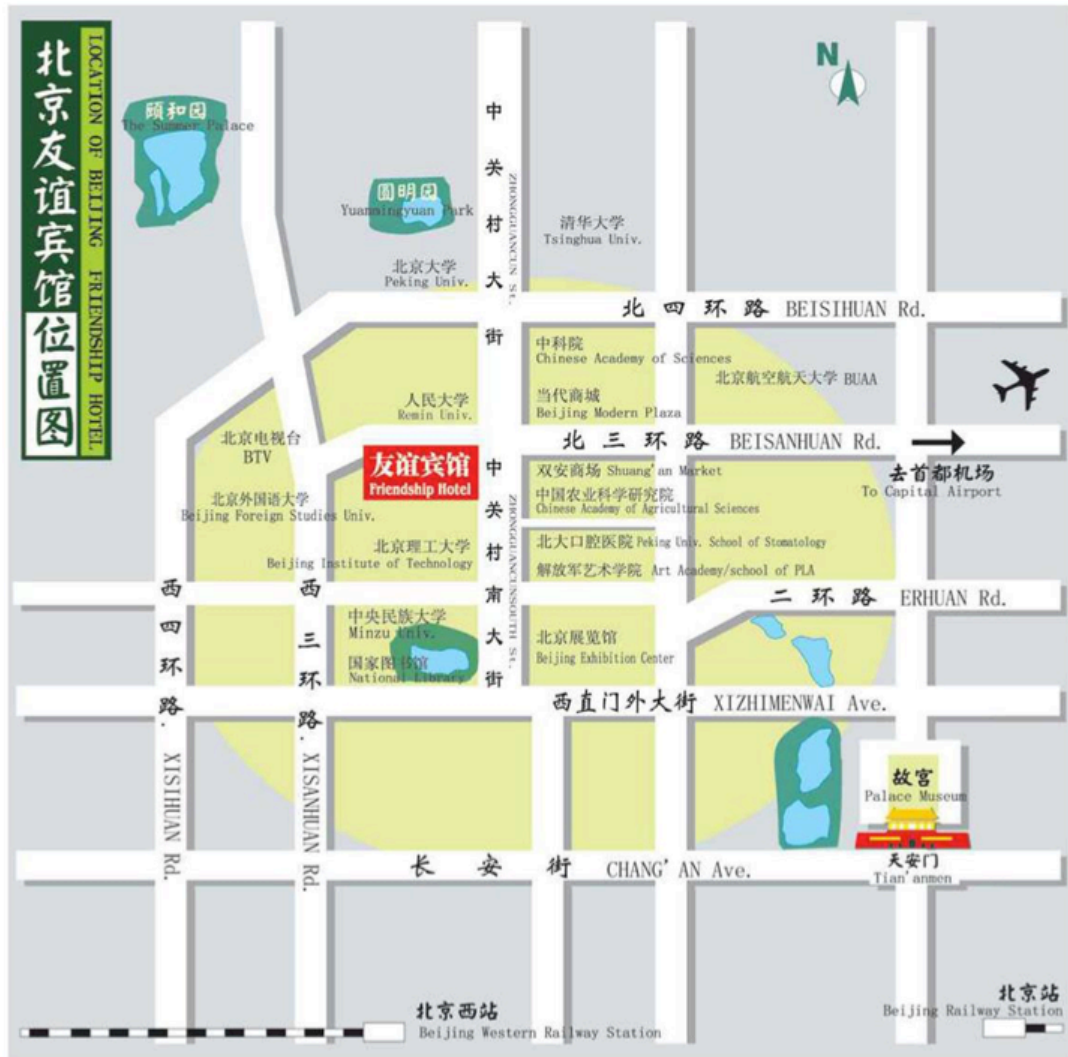 北京友谊宾馆位置图
LOCATION OF BEIJING FRIENDSHIP HOTEL
N
颐和园
The Summer Palace
圆明园
Yuanmingyuan Park
中关村大街
ZHONGGUANCUN St.
清华大学
Tsinghua Univ.
北京大学
Peking Univ.
北四环路 BEISIHUAN Rd.
中科院
Chinese Academy of Sciences
北京航空航天大学 BUAA
当代商城
Beijing Modern Plaza
人民大学
Remin Univ.
北京电视台
BTV
北三环路 BEISANHUAN Rd.
友谊宾馆
Friendship Hotel
双安商场 Shuang'an Market
去首都机场
To Capital Airport
中国农业科学研究院
Chinese Academy of Agricultural Sciences
北京外国语大学
Beijing Foreign Studies Univ.
中关村南大街
ZHONGGUANCUNSOUTH St.
北京理工大学
Beijing Institute of Technology
北大口腔医院 Peking Univ. School of Stomatology
解放军艺术学院 Art Academy/school of PLA
西四环路. XISIHUAN Rd.
西三环路. XISANHUAN Rd.
二环路 ERHUAN Rd.
中央民族大学
Minzu Univ.
国家图书馆
National Library
北京展览馆
Beijing Exhibition Center
西直门外大街 XIZHIMENWAI Ave.
故宫
Palace Museum
天安门
Tian'anmen
长安街 CHANG'AN Ave.
北京西站
Beijing Western Railway Station
北京站
Beijing Railway Station